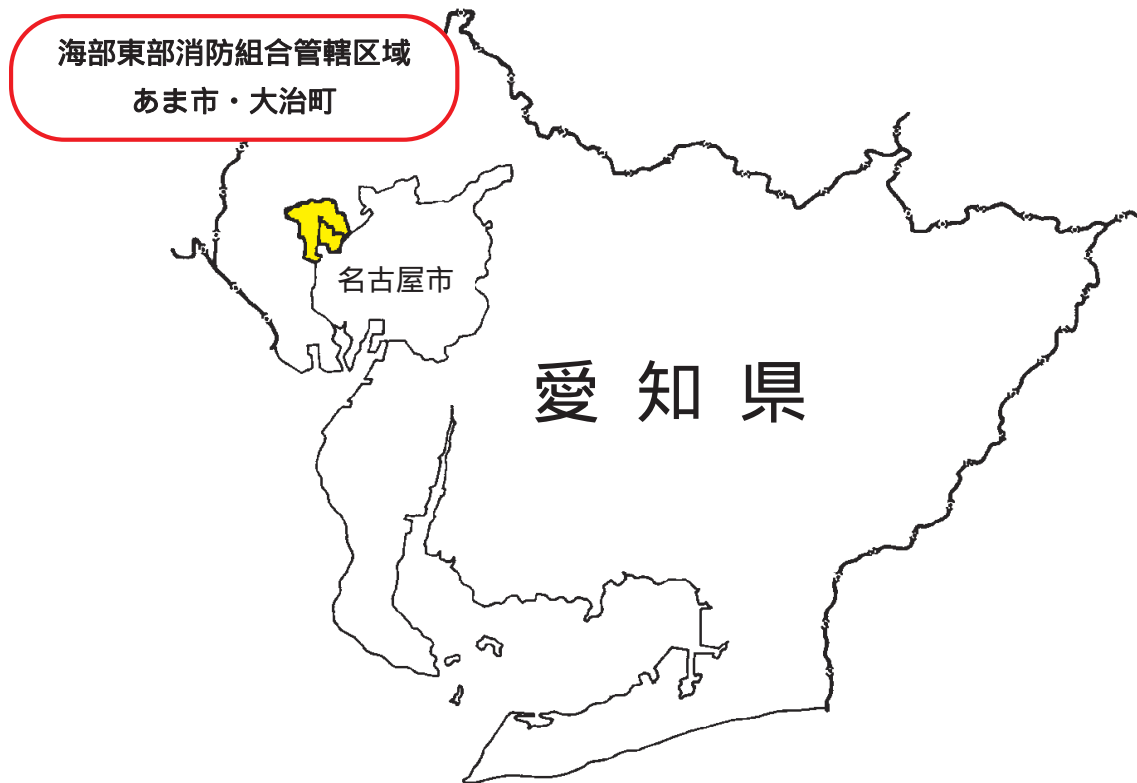 海部東部消防組合管轄区域
あま市・大治町
名古屋市
愛知県